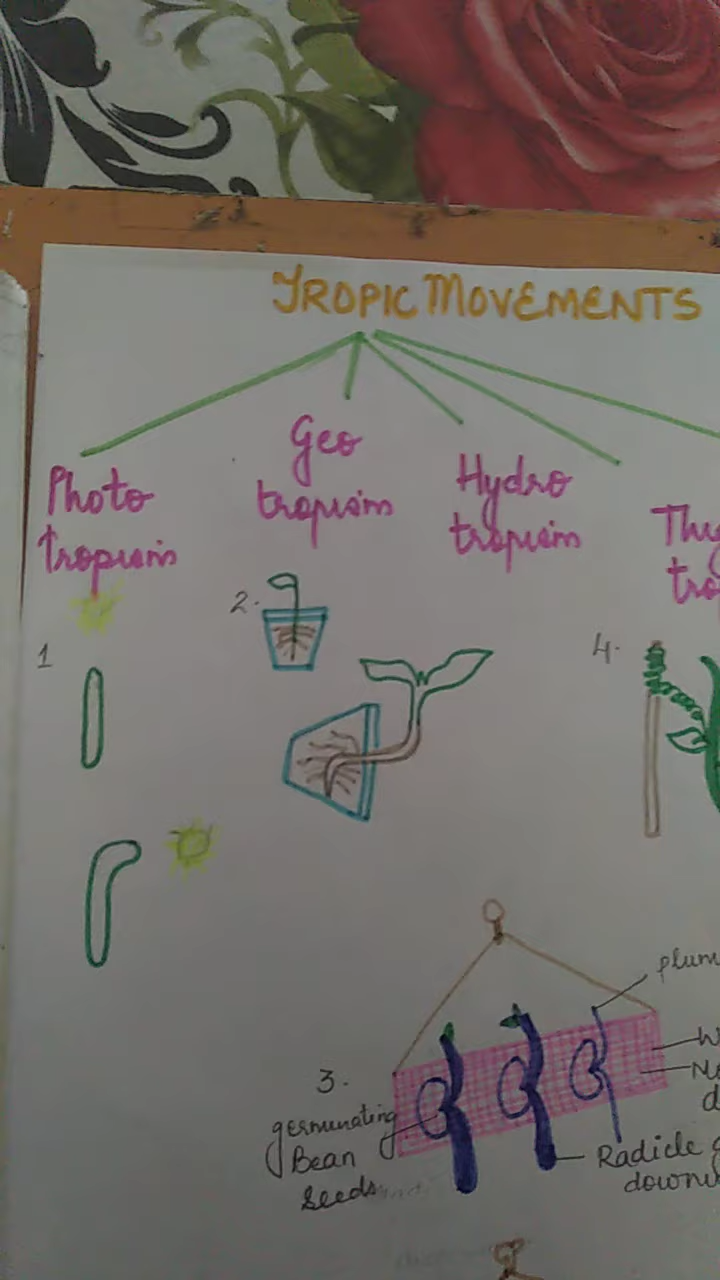 TROPIC MOVEMENTS
Photo
tropism
Geo
tropism
Hydro
tropism
1
2.
4.
3.
germinating
Bean
Seeds
Radicle